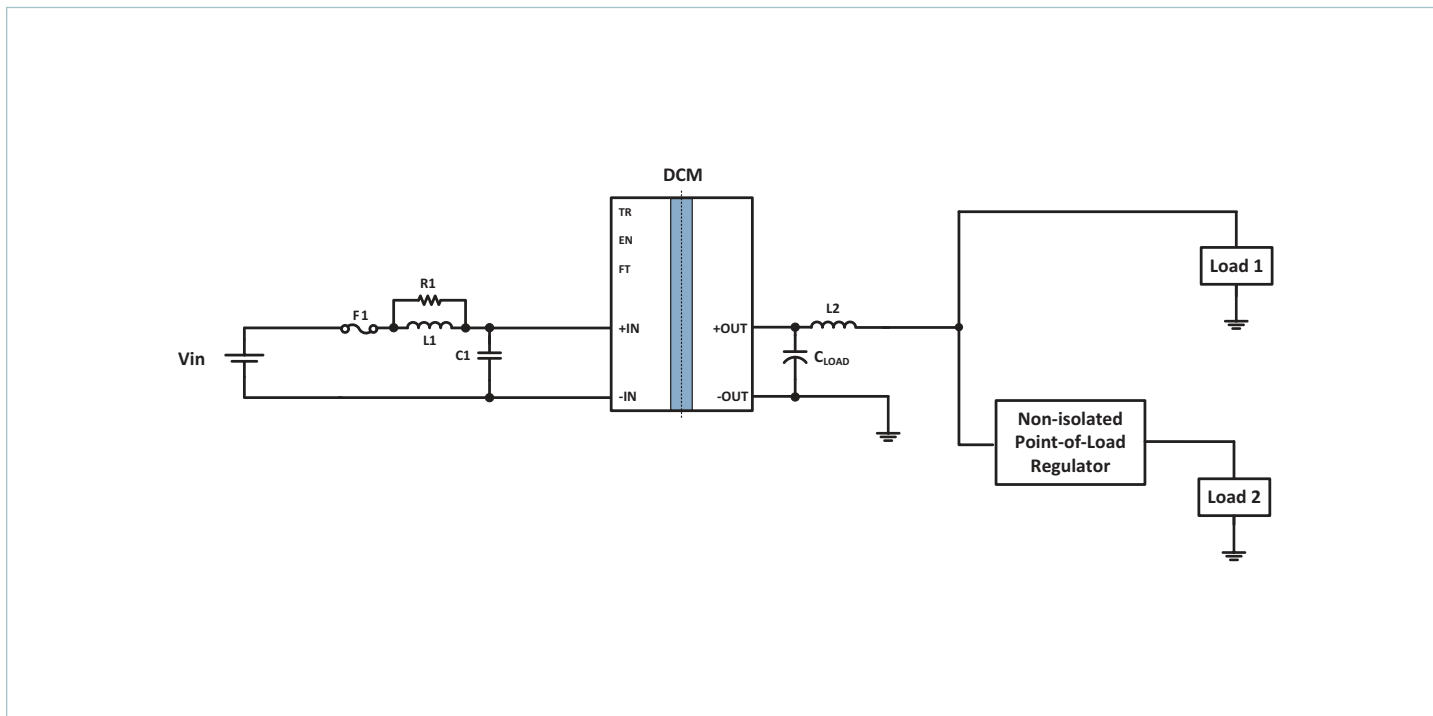 DCM
TR
EN
FT
R1
F1
L1
+IN
+OUT
L2
Load 1
Vin
C1
CLOAD
-IN
-OUT
Non-isolated
Point-of-Load
Regulator
Load 2